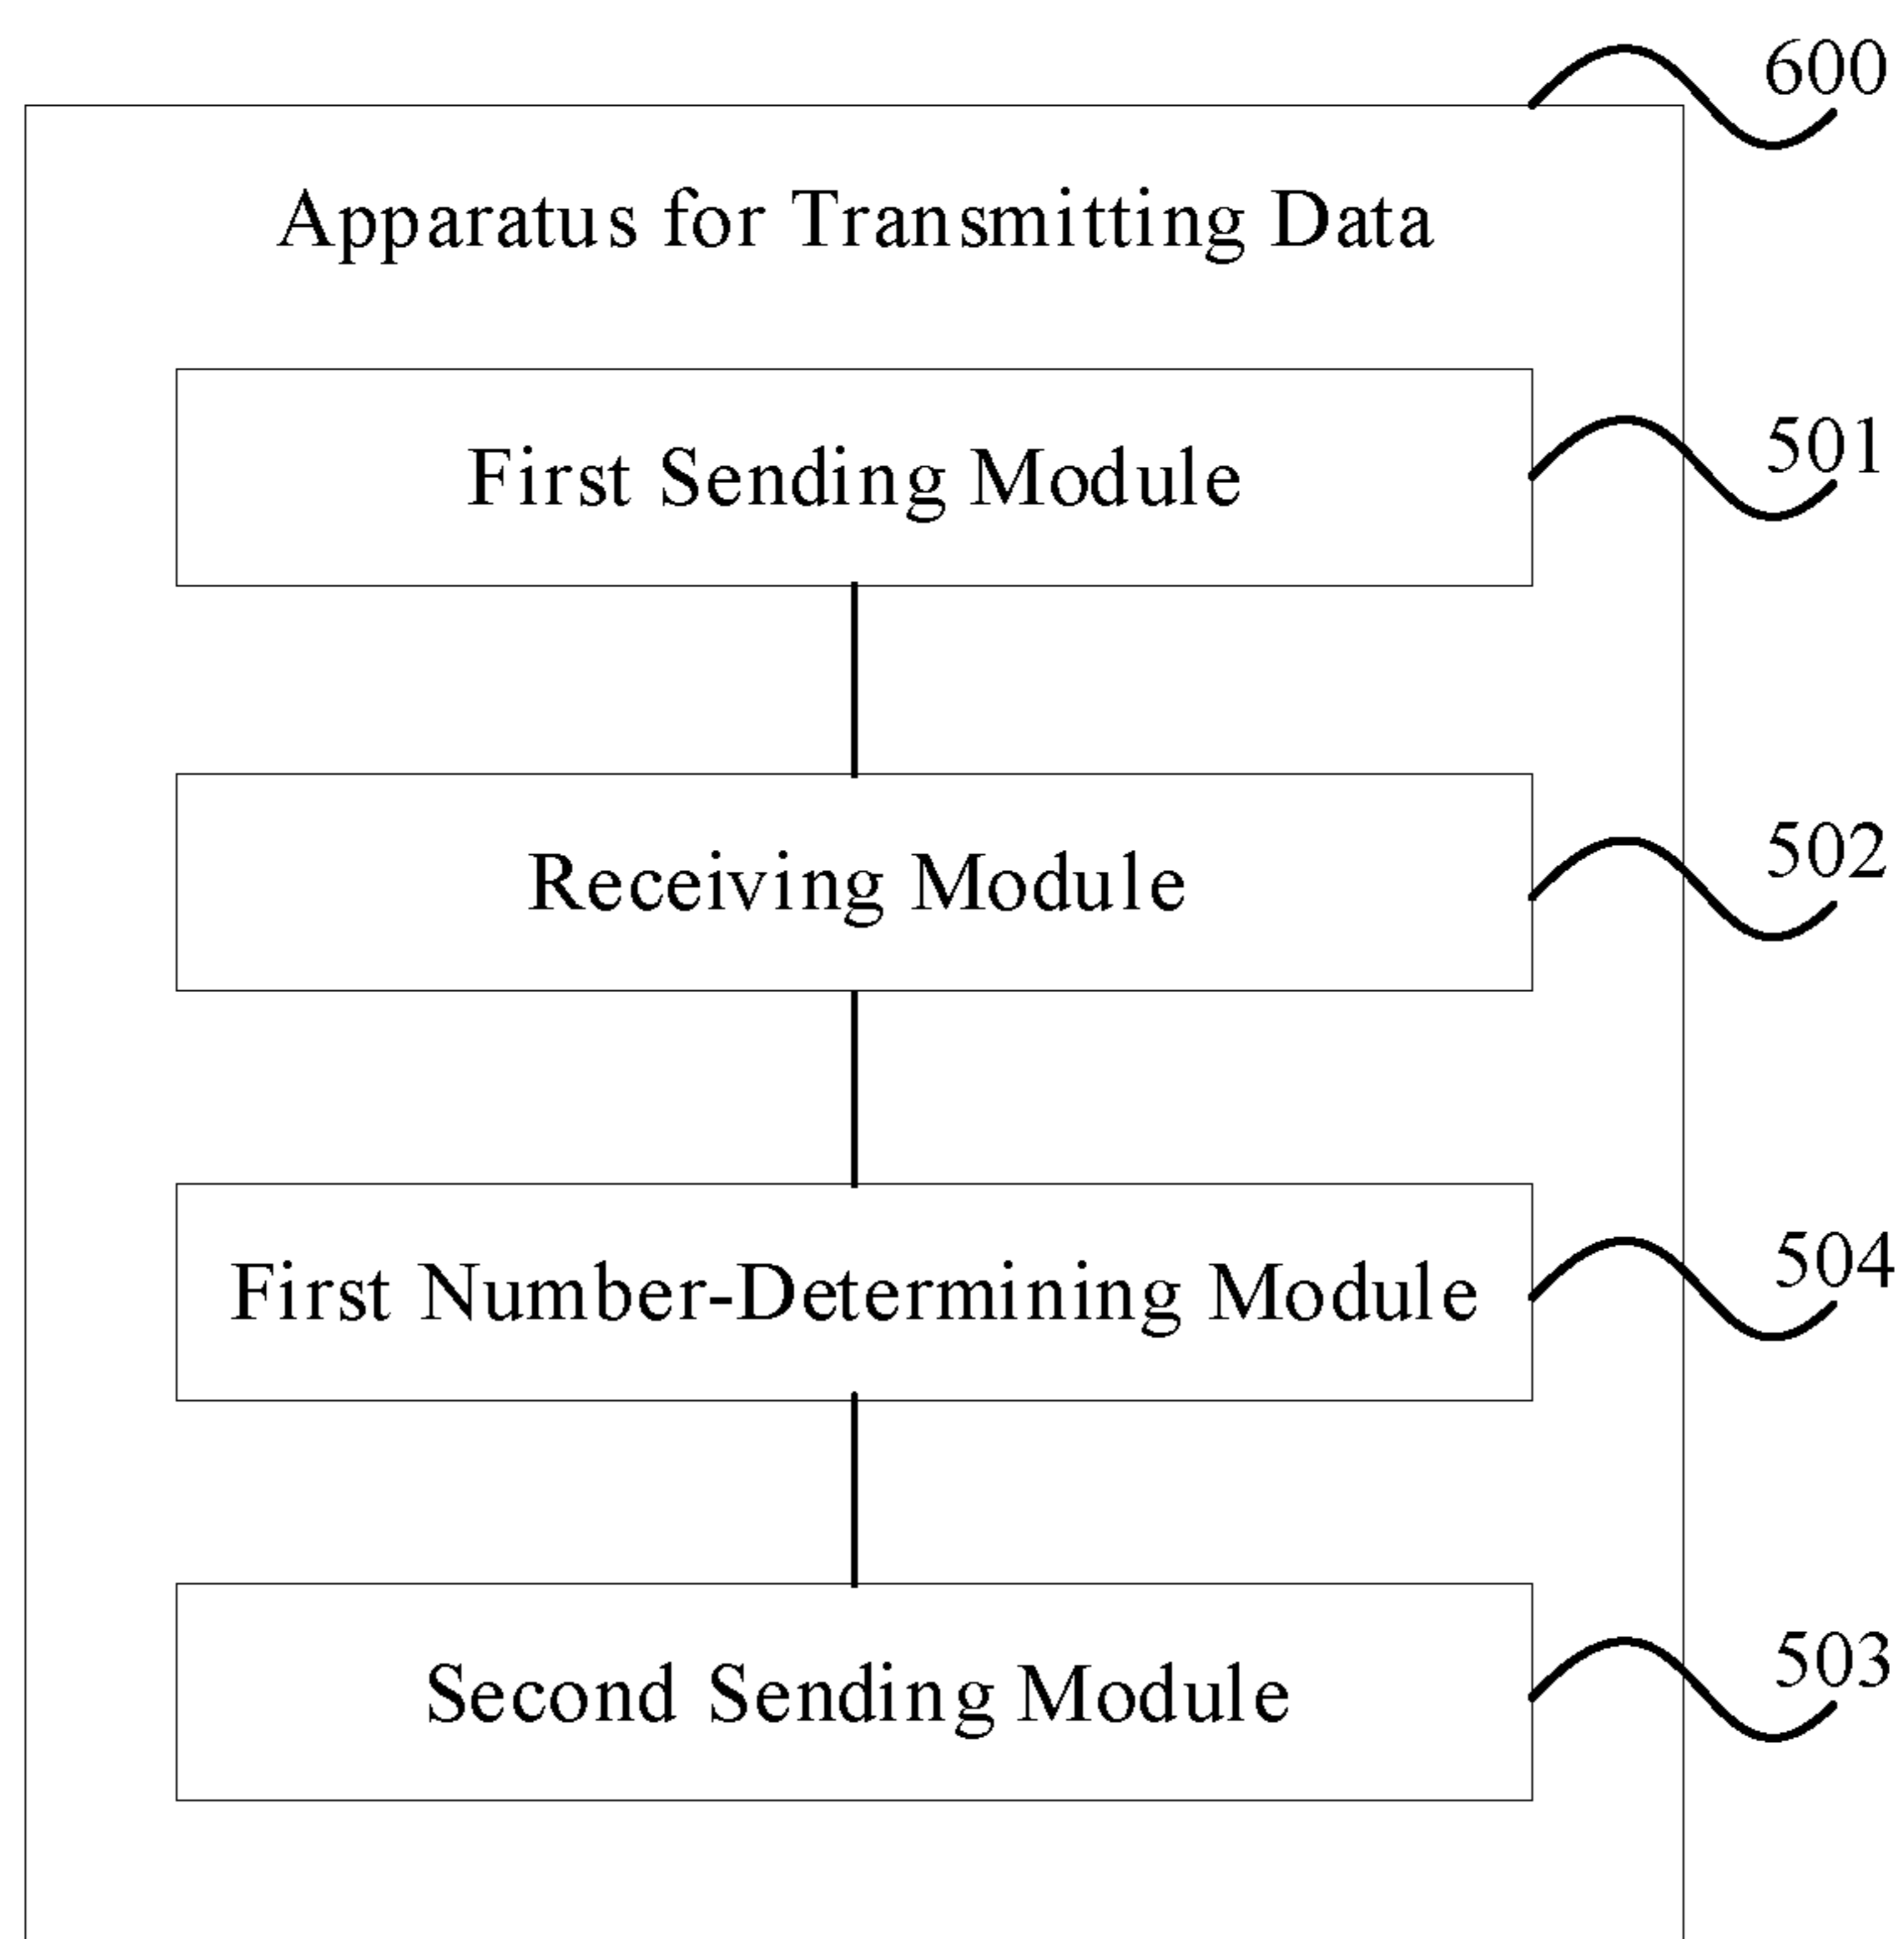 600
Apparatus for Transmitting Data
First Sending Module
501
Receiving Module
502
First Number-Determining Module
504
Second Sending Module
503